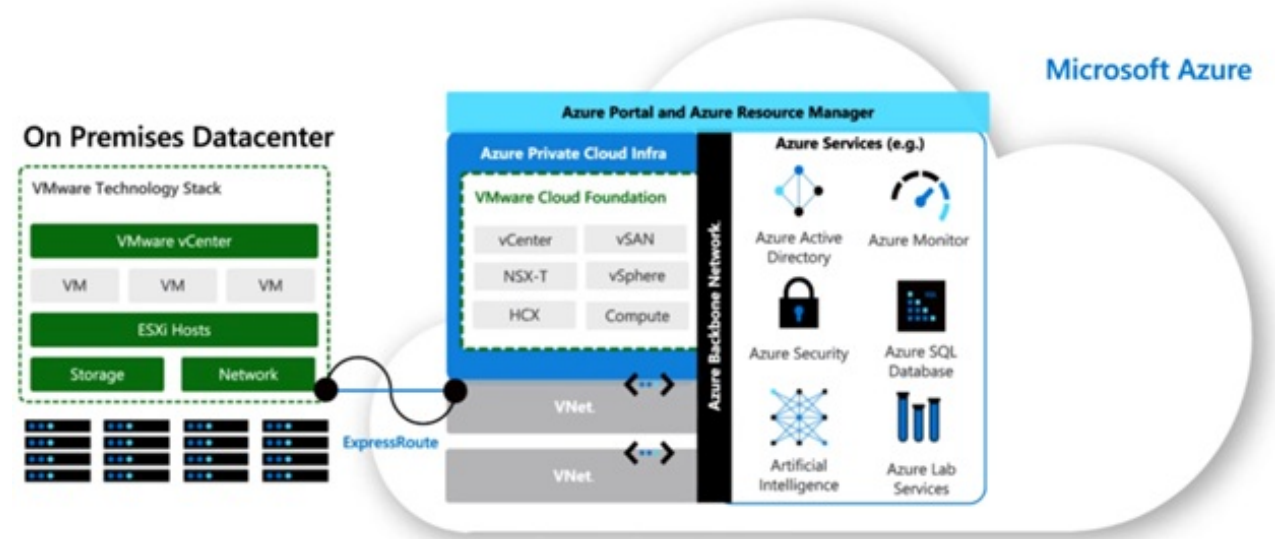 Microsoft Azure
On Premises Datacenter
VMware Technology Stack
VMware vCenter
VM
VM
VM
ESXi Hosts
Storage
Network
ExpressRoute
Azure Portal and Azure Resource Manager
Azure Private Cloud Infra
VMware Cloud Foundation
vCenter
vSAN
NSX-T
vSphere
HCX
Compute
VNet.
VNet.
Azure Backbone Network.
Azure Services (e.g.)
Azure Active
Directory
Azure Monitor
Azure Security
Azure SQL
Database
Artificial
Intelligence
Azure Lab
Services